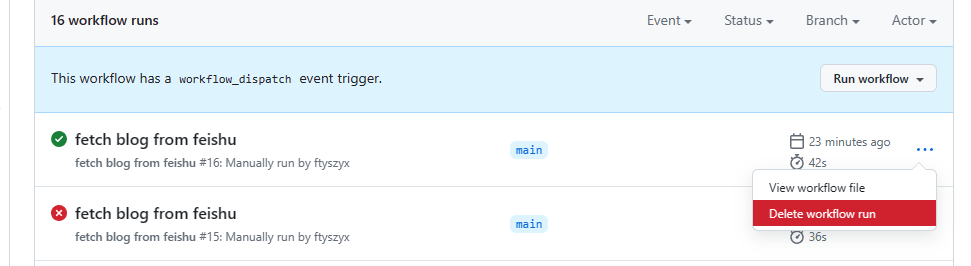 16 workflow runs
Event Status Branch Actor
This workflow has a workflow_dispatch event trigger.
Run workflow
fetch blog from feishu
fetch blog from feishu #16: Manually run by ftyszyx
main
23 minutes ago
42s
View workflow file
Delete workflow run
fetch blog from feishu
fetch blog from feishu #15: Manually run by ftyszyx
main
36s